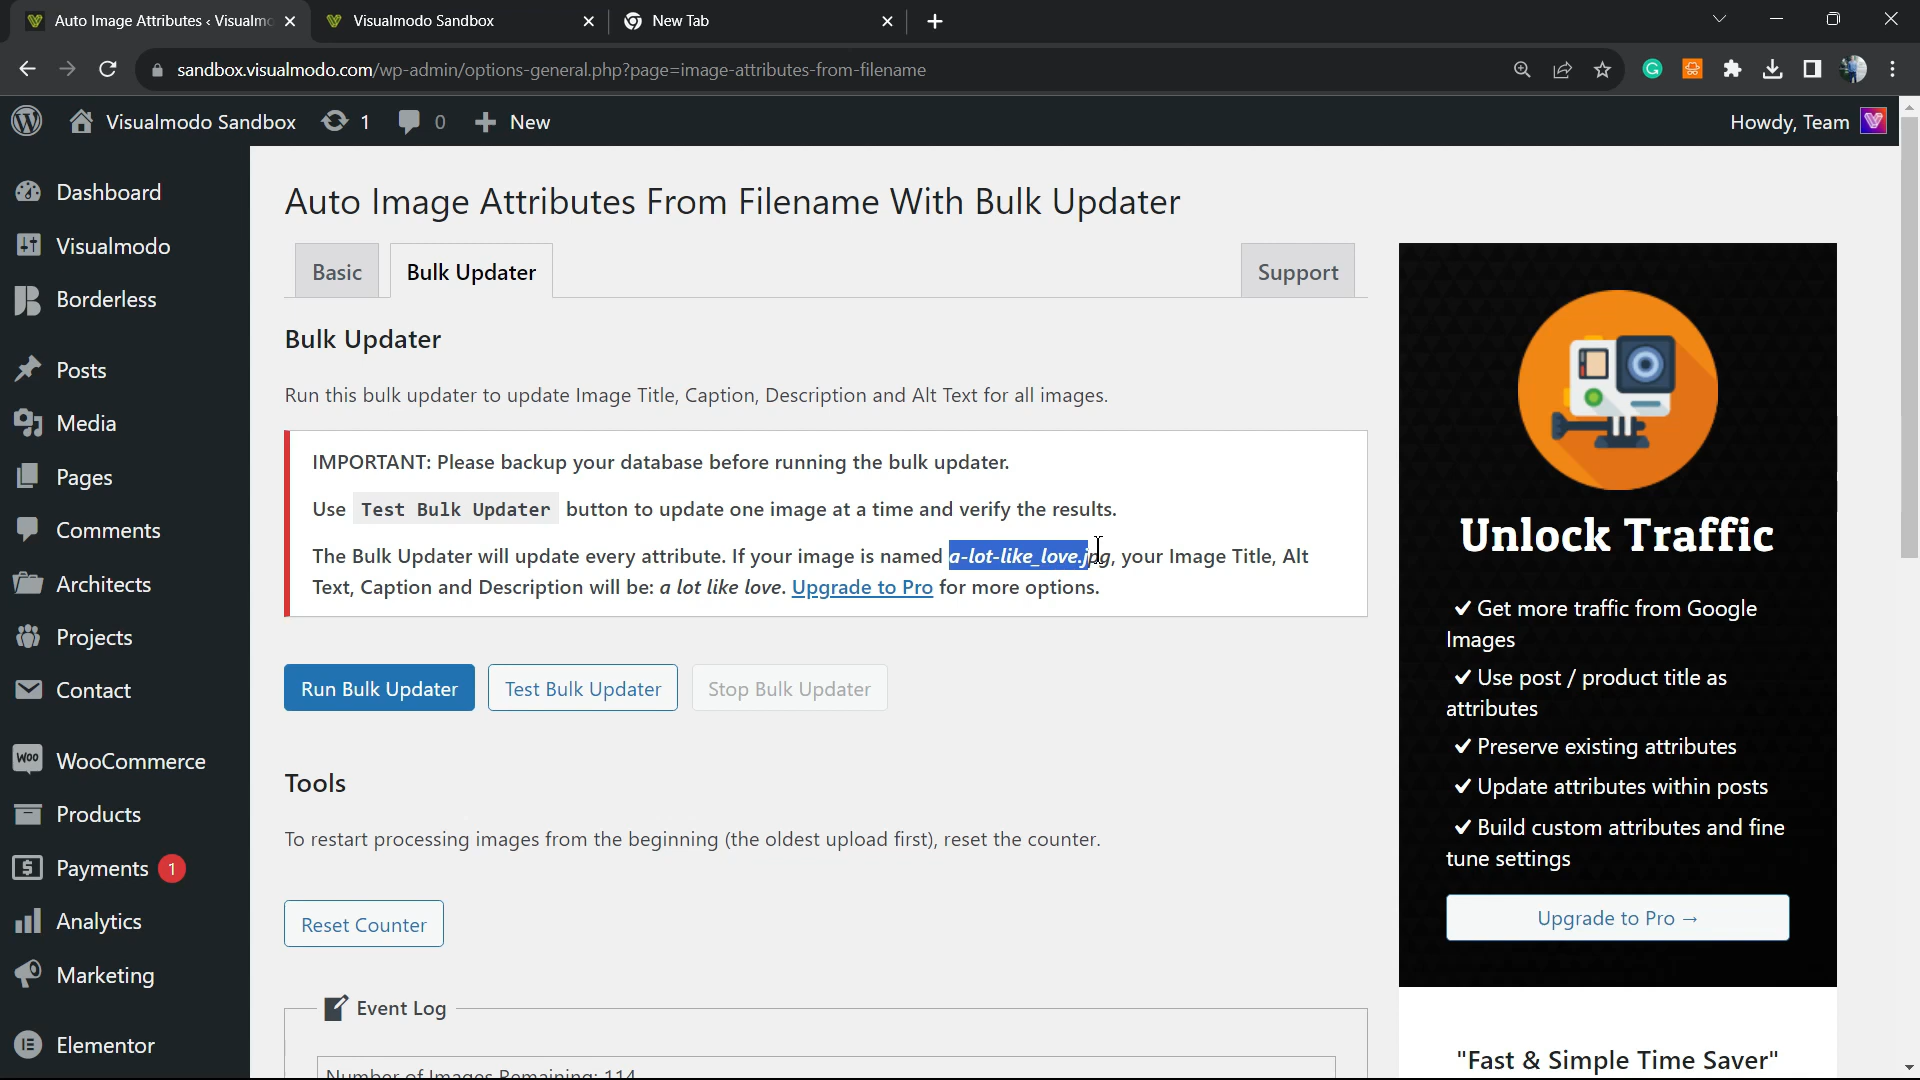 Auto Image Attributes ‹ Visualmo
Visualmodo Sandbox
New Tab
sandbox.visualmodo.com/wp-admin/options-general.php?page=image-attributes-from-filename
Visualmodo Sandbox
1
0
New
Howdy, Team
Dashboard
Visualmodo
Borderless
Posts
Media
Pages
Comments
Architects
Projects
Contact
WooCommerce
Products
Payments 1
Analytics
Marketing
Elementor
Auto Image Attributes From Filename With Bulk Updater
Basic
Bulk Updater
Support
Bulk Updater
Run this bulk updater to update Image Title, Caption, Description and Alt Text for all images.
IMPORTANT: Please backup your database before running the bulk updater.
Use Test Bulk Updater button to update one image at a time and verify the results.
The Bulk Updater will update every attribute. If your image is named a-lot-like_love.jpg, your Image Title, Alt
Text, Caption and Description will be: a lot like love. Upgrade to Pro for more options.
Run Bulk Updater
Test Bulk Updater
Stop Bulk Updater
Tools
To restart processing images from the beginning (the oldest upload first), reset the counter.
Reset Counter
Event Log
Number of Images Remaining: 114
Unlock Traffic
✔ Get more traffic from Google
Images
✔ Use post / product title as
attributes
✔ Preserve existing attributes
✔ Update attributes within posts
✔ Build custom attributes and fine
tune settings
Upgrade to Pro →
"Fast & Simple Time Saver"